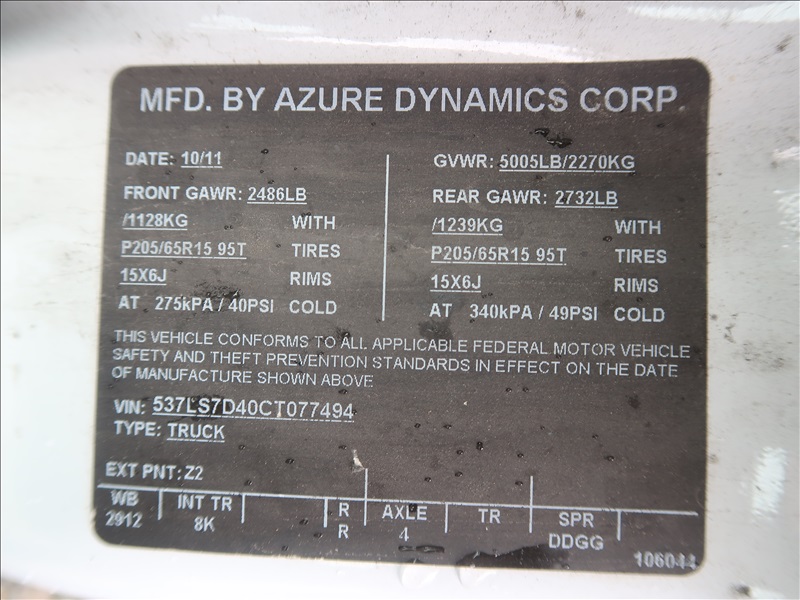 MFD. BY AZURE DYNAMICS CORP.
DATE: 10/11
FRONT GAWR: 2486LB
/1128KG WITH
P205/65R15 95T TIRES
15X6J RIMS
AT 275kPA / 40PSI COLD
GVWR: 5005LB/2270KG
REAR GAWR: 2732LB
/1239KG WITH
P205/65R15 95T TIRES
15X6J RIMS
AT 340kPA / 49PSI COLD
THIS VEHICLE CONFORMS TO ALL APPLICABLE FEDERAL MOTOR VEHICLE
SAFETY AND THEFT PREVENTION STANDARDS IN EFFECT ON THE DATE
OF MANUFACTURE SHOWN ABOVE
VIN: 537LS7D40CT077494
TYPE: TRUCK
EXT PNT: Z2
WB INT TR R AXLE TR SPR
2912 8K R 4 DDGG
106044